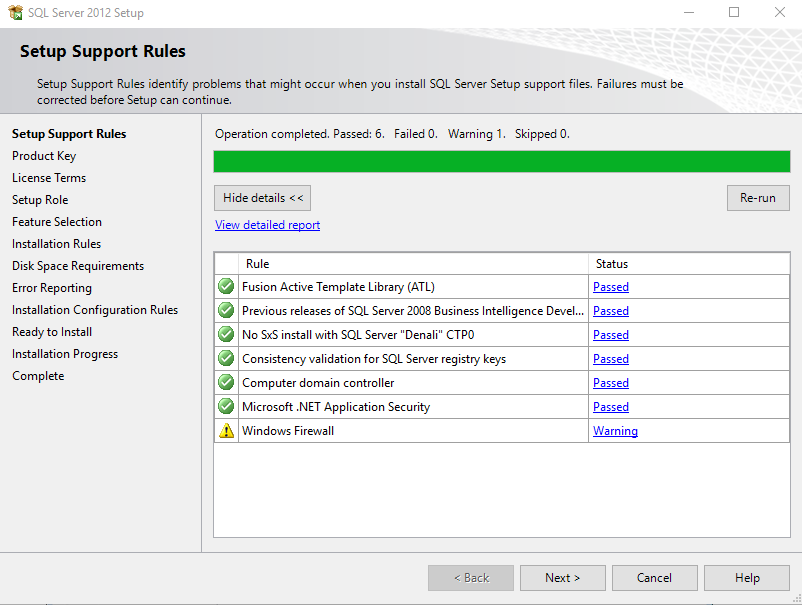 SQL Server 2012 Setup
Setup Support Rules
Setup Support Rules identify problems that might occur when you install SQL Server Setup support files. Failures must be
corrected before Setup can continue.
Setup Support Rules
Product Key
License Terms
Setup Role
Feature Selection
Installation Rules
Disk Space Requirements
Error Reporting
Installation Configuration Rules
Ready to Install
Installation Progress
Complete
Operation completed. Passed: 6. Failed 0. Warning 1. Skipped 0.
Hide details << Re-run
View detailed report
Rule Status
Fusion Active Template Library (ATL) Passed
Previous releases of SQL Server 2008 Business Intelligence Devel... Passed
No SxS install with SQL Server "Denali" CTP0 Passed
Consistency validation for SQL Server registry keys Passed
Computer domain controller Passed
Microsoft .NET Application Security Passed
Windows Firewall Warning
< Back Next > Cancel Help